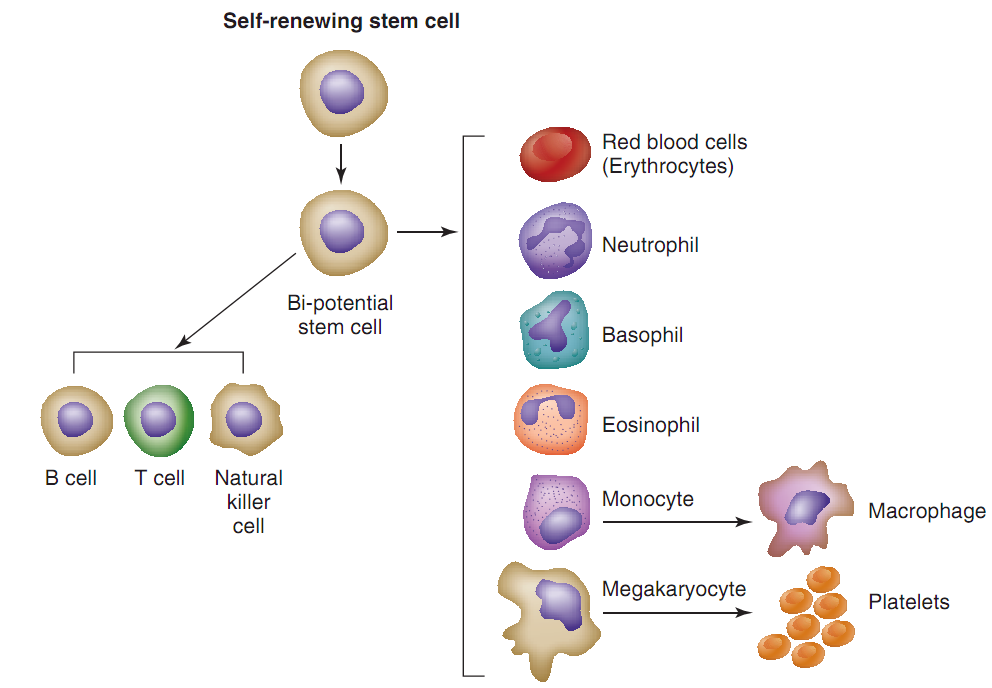 Self-renewing stem cell
Bi-potential
stem cell
B cell
T cell
Natural
killer
cell
Red blood cells
(Erythrocytes)
Neutrophil
Basophil
Eosinophil
Monocyte
Macrophage
Megakaryocyte
Platelets